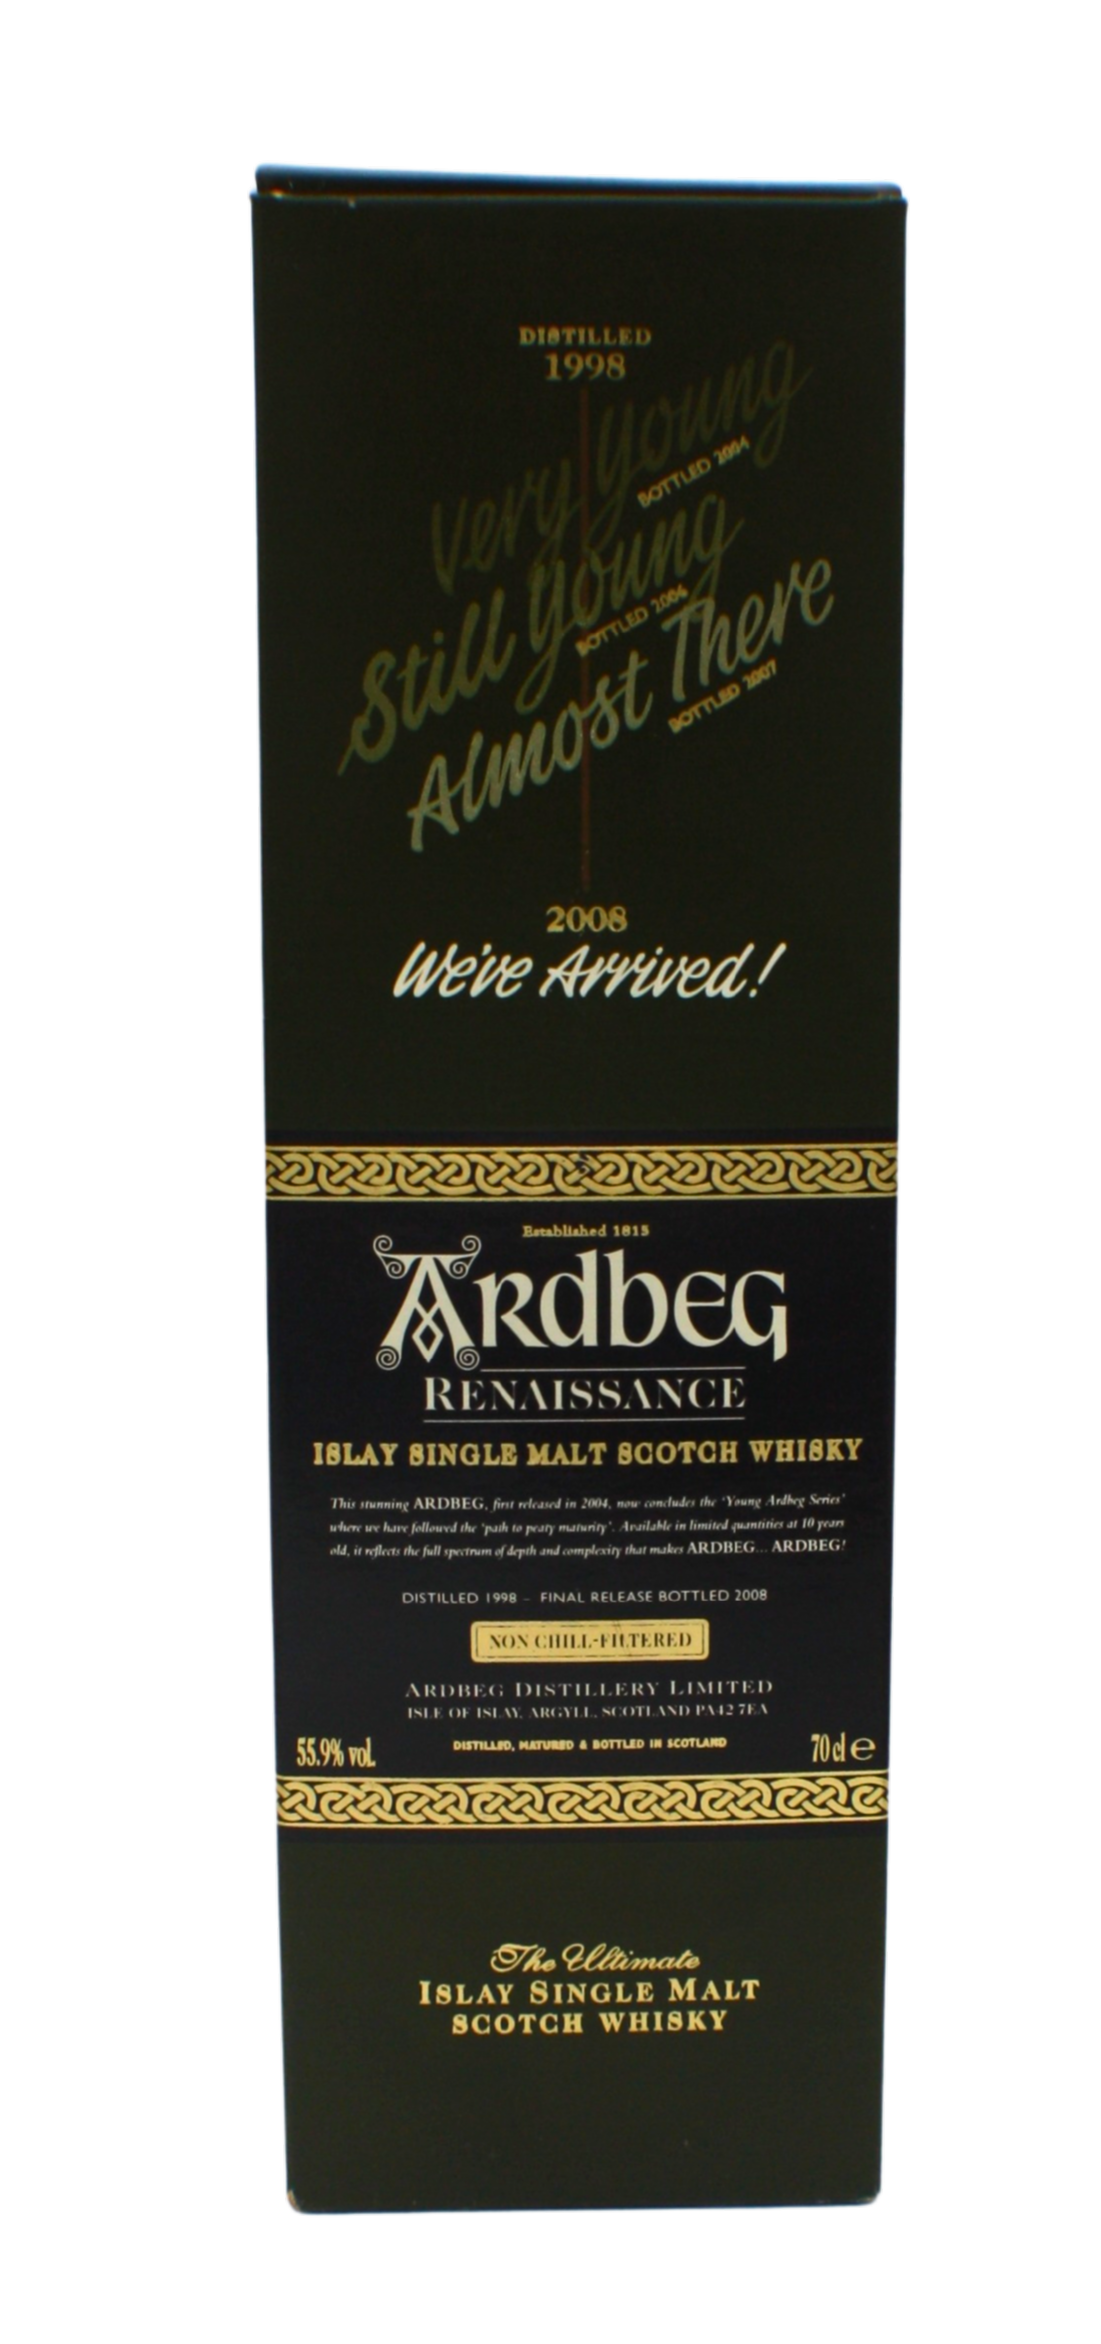 DISTILLED
1998
Very Young
BOTTLED 2004
Still Young
BOTTLED 2006
Almost There
BOTTLED 2007
2008
We've Arrived!
Established 1815
ARDBEG
RENAISSANCE
ISLAY SINGLE MALT SCOTCH WHISKY
This stunning ARDBEG, first released in 2004, now concludes the 'Young Ardbeg Series'
where we have followed the 'path to peaty maturity'. Available in limited quantities at 10 years
old, it reflects the full spectrum of depth and complexity that makes ARDBEG... ARDBEG!
DISTILLED 1998 - FINAL RELEASE BOTTLED 2008
NON CHILL-FILTERED
ARDBEG DISTILLERY LIMITED
ISLE OF ISLAY, ARGYLL, SCOTLAND PA42 7EA
55.9% vol. DISTILLED, MATURED & BOTTLED IN SCOTLAND 70 cl e
The Ultimate
ISLAY SINGLE MALT
SCOTCH WHISKY